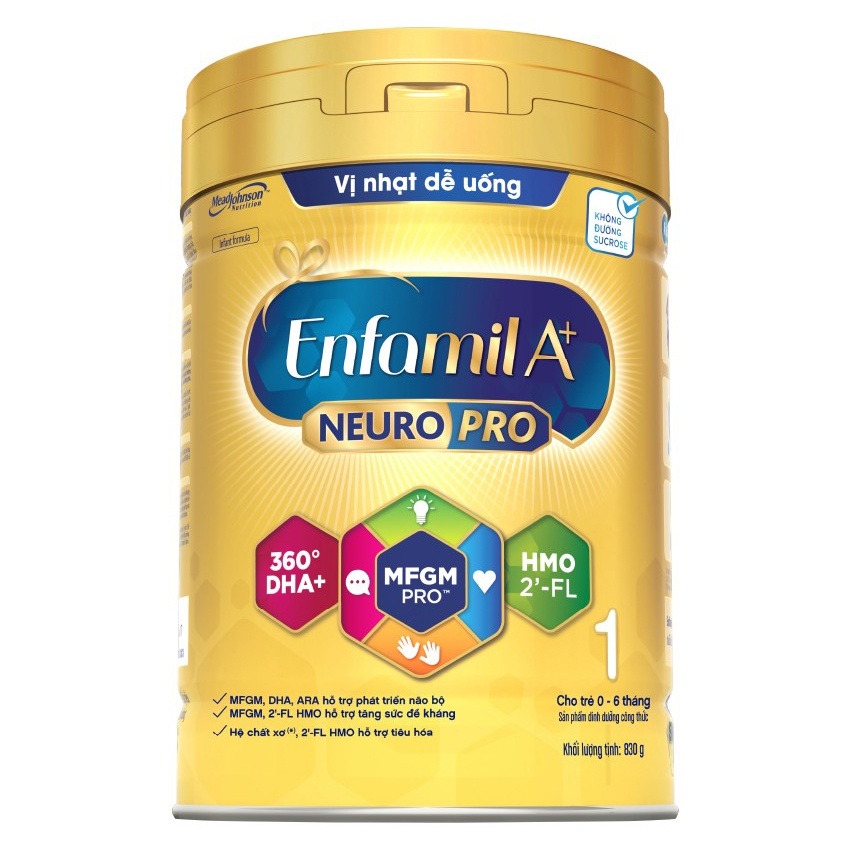 Vị nhạt dễ uống
MeadJohnson™
Nutrition
Infant formula
KHÔNG
ĐƯỜNG
SUCROSE
Enfamil A+
NEURO PRO
360°
DHA+
MFGM
PRO™
HMO
2'-FL
1
MFGM, DHA, ARA hỗ trợ phát triển não bộ
MFGM, 2'-FL HMO hỗ trợ tăng sức đề kháng
Hệ chất xơ(*), 2'-FL HMO hỗ trợ tiêu hóa
Cho trẻ 0 - 6 tháng
Sản phẩm dinh dưỡng công thức
Khối lượng tịnh: 830 g